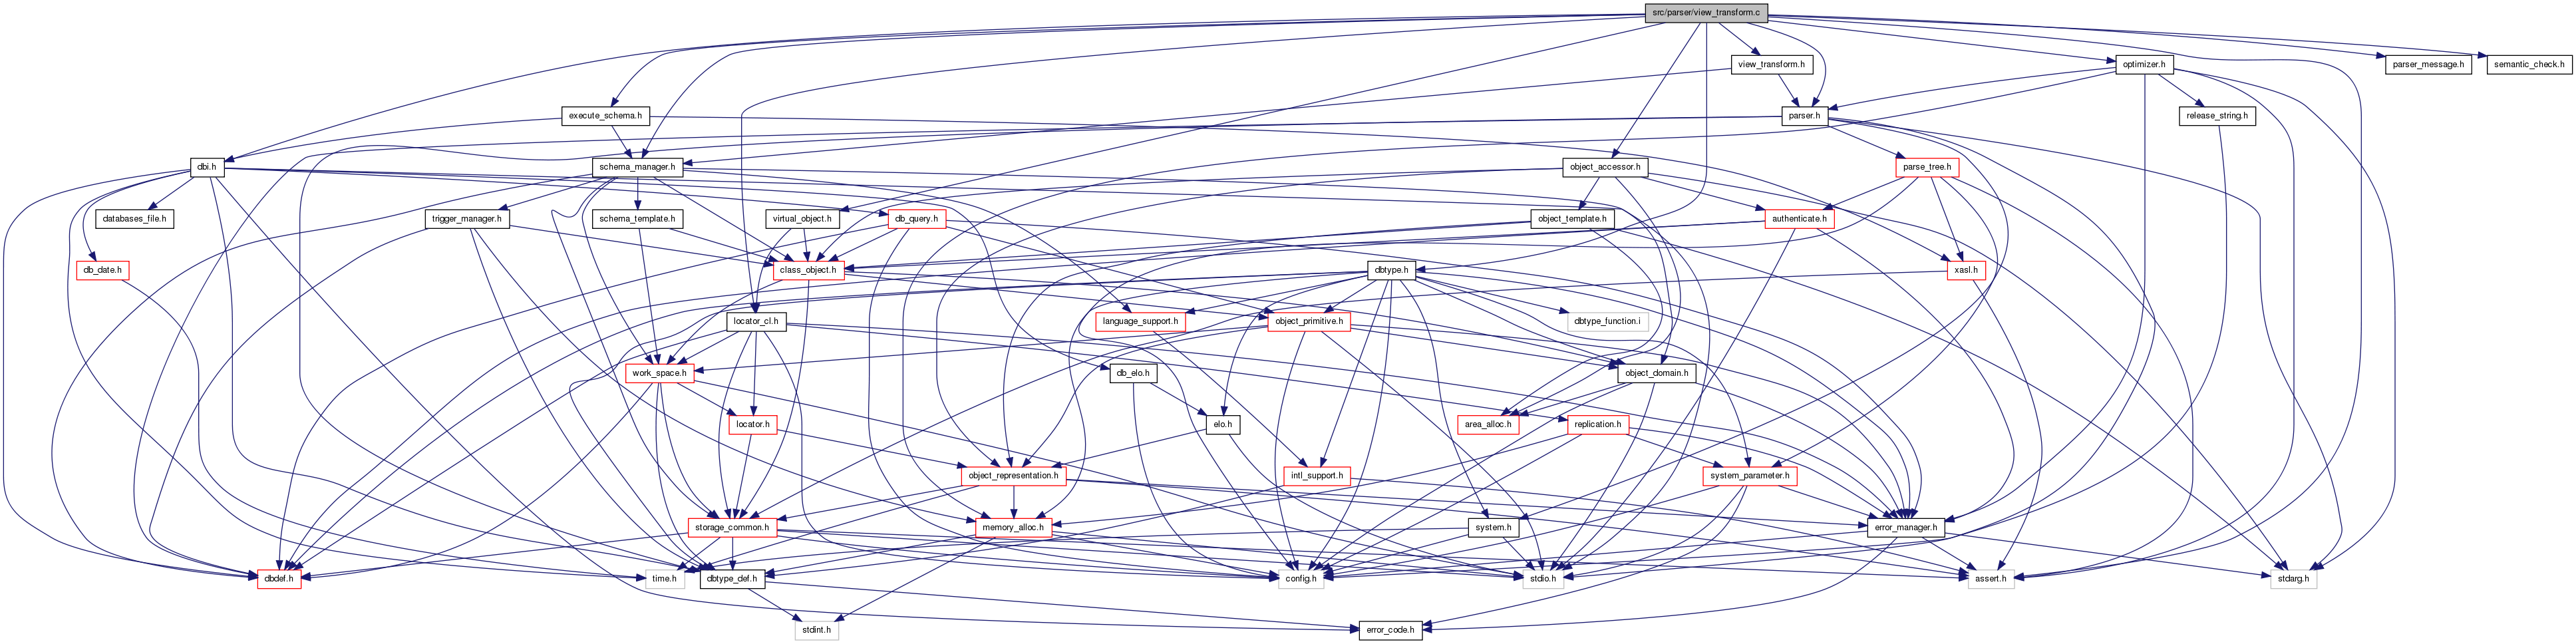 src/parser/view_transform.c
view_transform.h
optimizer.h
parser_message.h
semantic_check.h
execute_schema.h
parser.h
release_string.h
dbi.h
schema_manager.h
object_accessor.h
parse_tree.h
databases_file.h
trigger_manager.h
schema_template.h
virtual_object.h
db_query.h
object_template.h
authenticate.h
db_date.h
class_object.h
dbtype.h
xasl.h
locator_cl.h
language_support.h
object_primitive.h
dbtype_function.i
work_space.h
db_elo.h
object_domain.h
locator.h
elo.h
area_alloc.h
replication.h
object_representation.h
intl_support.h
system_parameter.h
storage_common.h
memory_alloc.h
system.h
error_manager.h
dbdef.h
time.h
dbtype_def.h
config.h
stdio.h
assert.h
stdarg.h
stdint.h
error_code.h